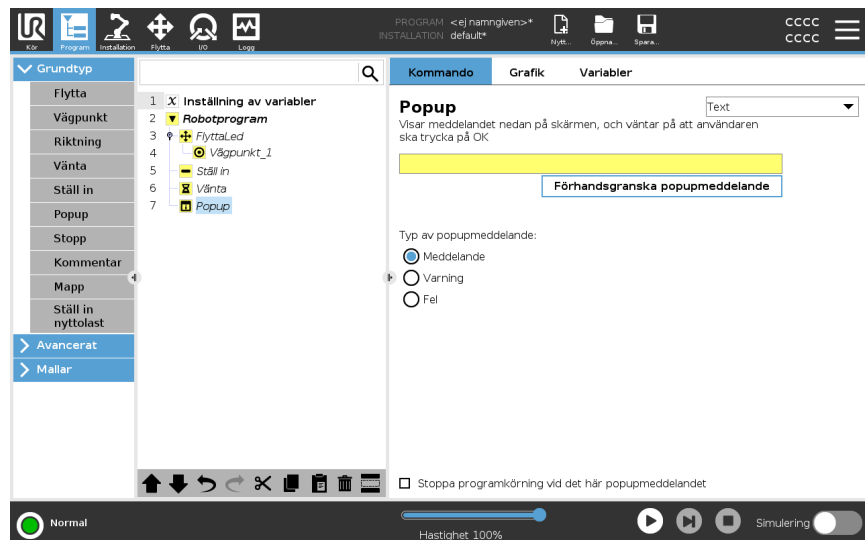 PROGRAM <ej namngiven>*
INSTALLATION default*
UR
Kör
Program
Installation
Flytta
I/O
Logg
Nytt...
Öppna...
Spara...
cccc
cccc
Grundtyp
Flytta
Vägpunkt
Riktning
Vänta
Ställ in
Popup
Stopp
Kommentar
Mapp
Ställ in
nyttolast
Avancerat
Mallar
1 X Inställning av variabler
2 Robotprogram
3 FlyttaLed
4 Vägpunkt_1
5 Ställ in
6 Vänta
7 Popup
Kommando Grafik Variabler
Popup
Text
Visar meddelandet nedan på skärmen, och väntar på att användaren
ska trycka på OK
Förhandsgranska popupmeddelande
Typ av popupmeddelande:
Meddelande
Varning
Fel
Stoppa programkörning vid det här popupmeddelandet
Normal
Hastighet 100%
Simulering